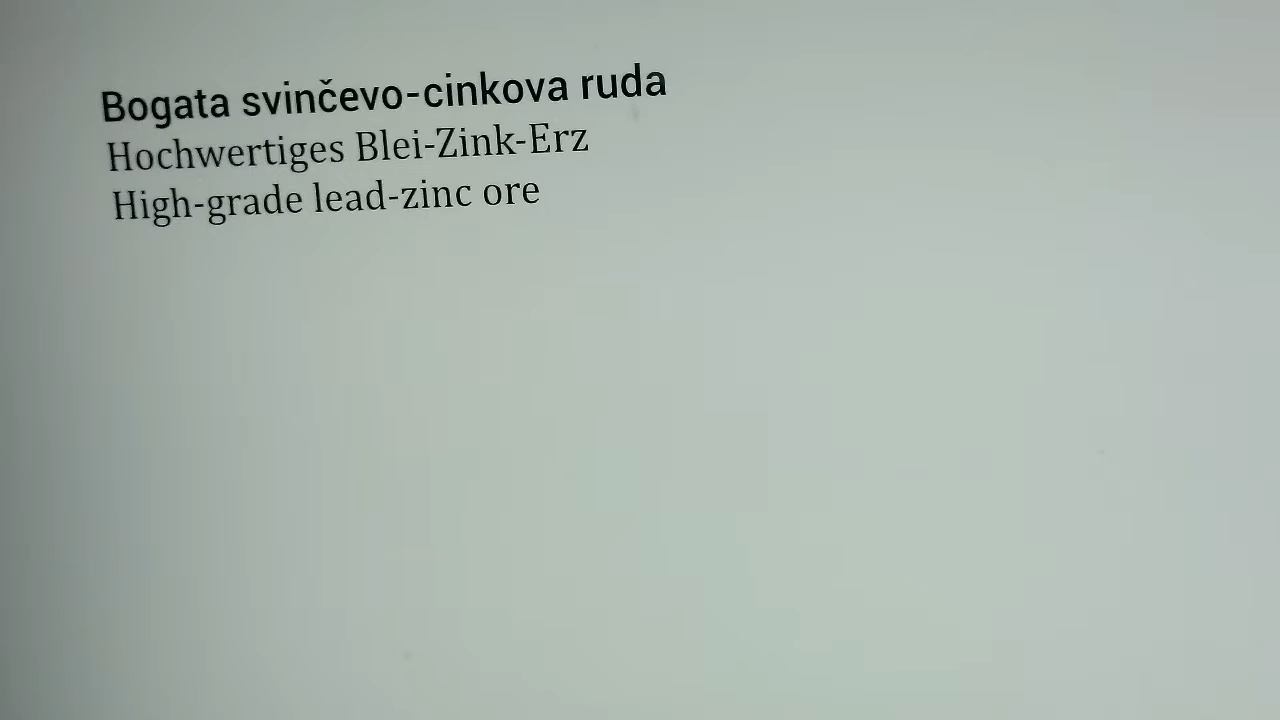 Bogata svinčevo-cinkova ruda
Hochwertiges Blei-Zink-Erz
High-grade lead-zinc ore